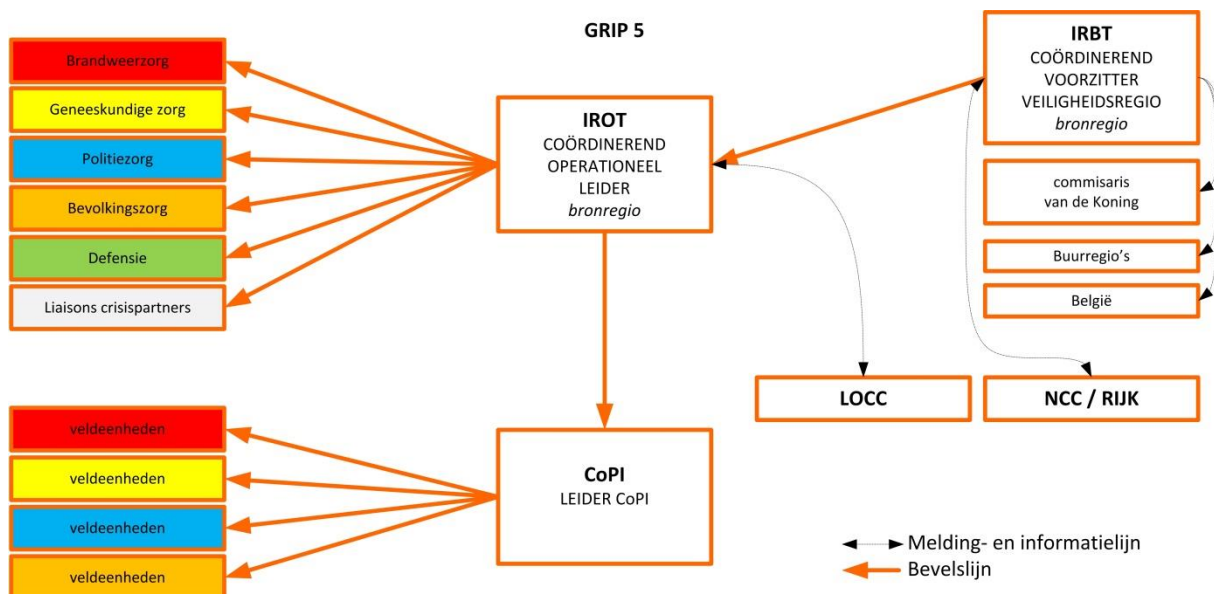 GRIP 5
Brandweerzorg
Geneeskundige zorg
Politiezorg
Bevolkingszorg
Defensie
Liaisons crisispartners
IROT
COÖRDINEREND
OPERATIONEEL
LEIDER
bronregio
IRBT
COÖRDINEREND
VOORZITTER
VEILIGHEIDSREGIO
bronregio
commisaris
van de Koning
Buurregio's
België
LOCC
NCC / RIJK
veldeenheden
veldeenheden
veldeenheden
veldeenheden
CoPI
LEIDER CoPI
Melding- en informatielijn
Bevelslijn